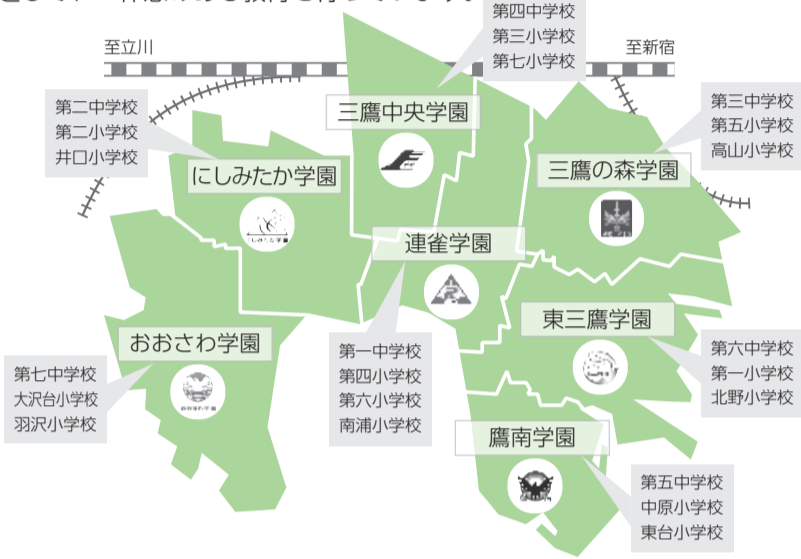 第四中学校
第三小学校
第七小学校
至立川
至新宿
第二中学校
第二小学校
井口小学校
三鷹中央学園
第三中学校
第五小学校
高山小学校
にしみたか学園
三鷹の森学園
連雀学園
おおさわ学園
東三鷹学園
第七中学校
大沢台小学校
羽沢小学校
第一中学校
第四小学校
第六小学校
南浦小学校
第六中学校
第一小学校
北野小学校
鷹南学園
第五中学校
中原小学校
東台小学校